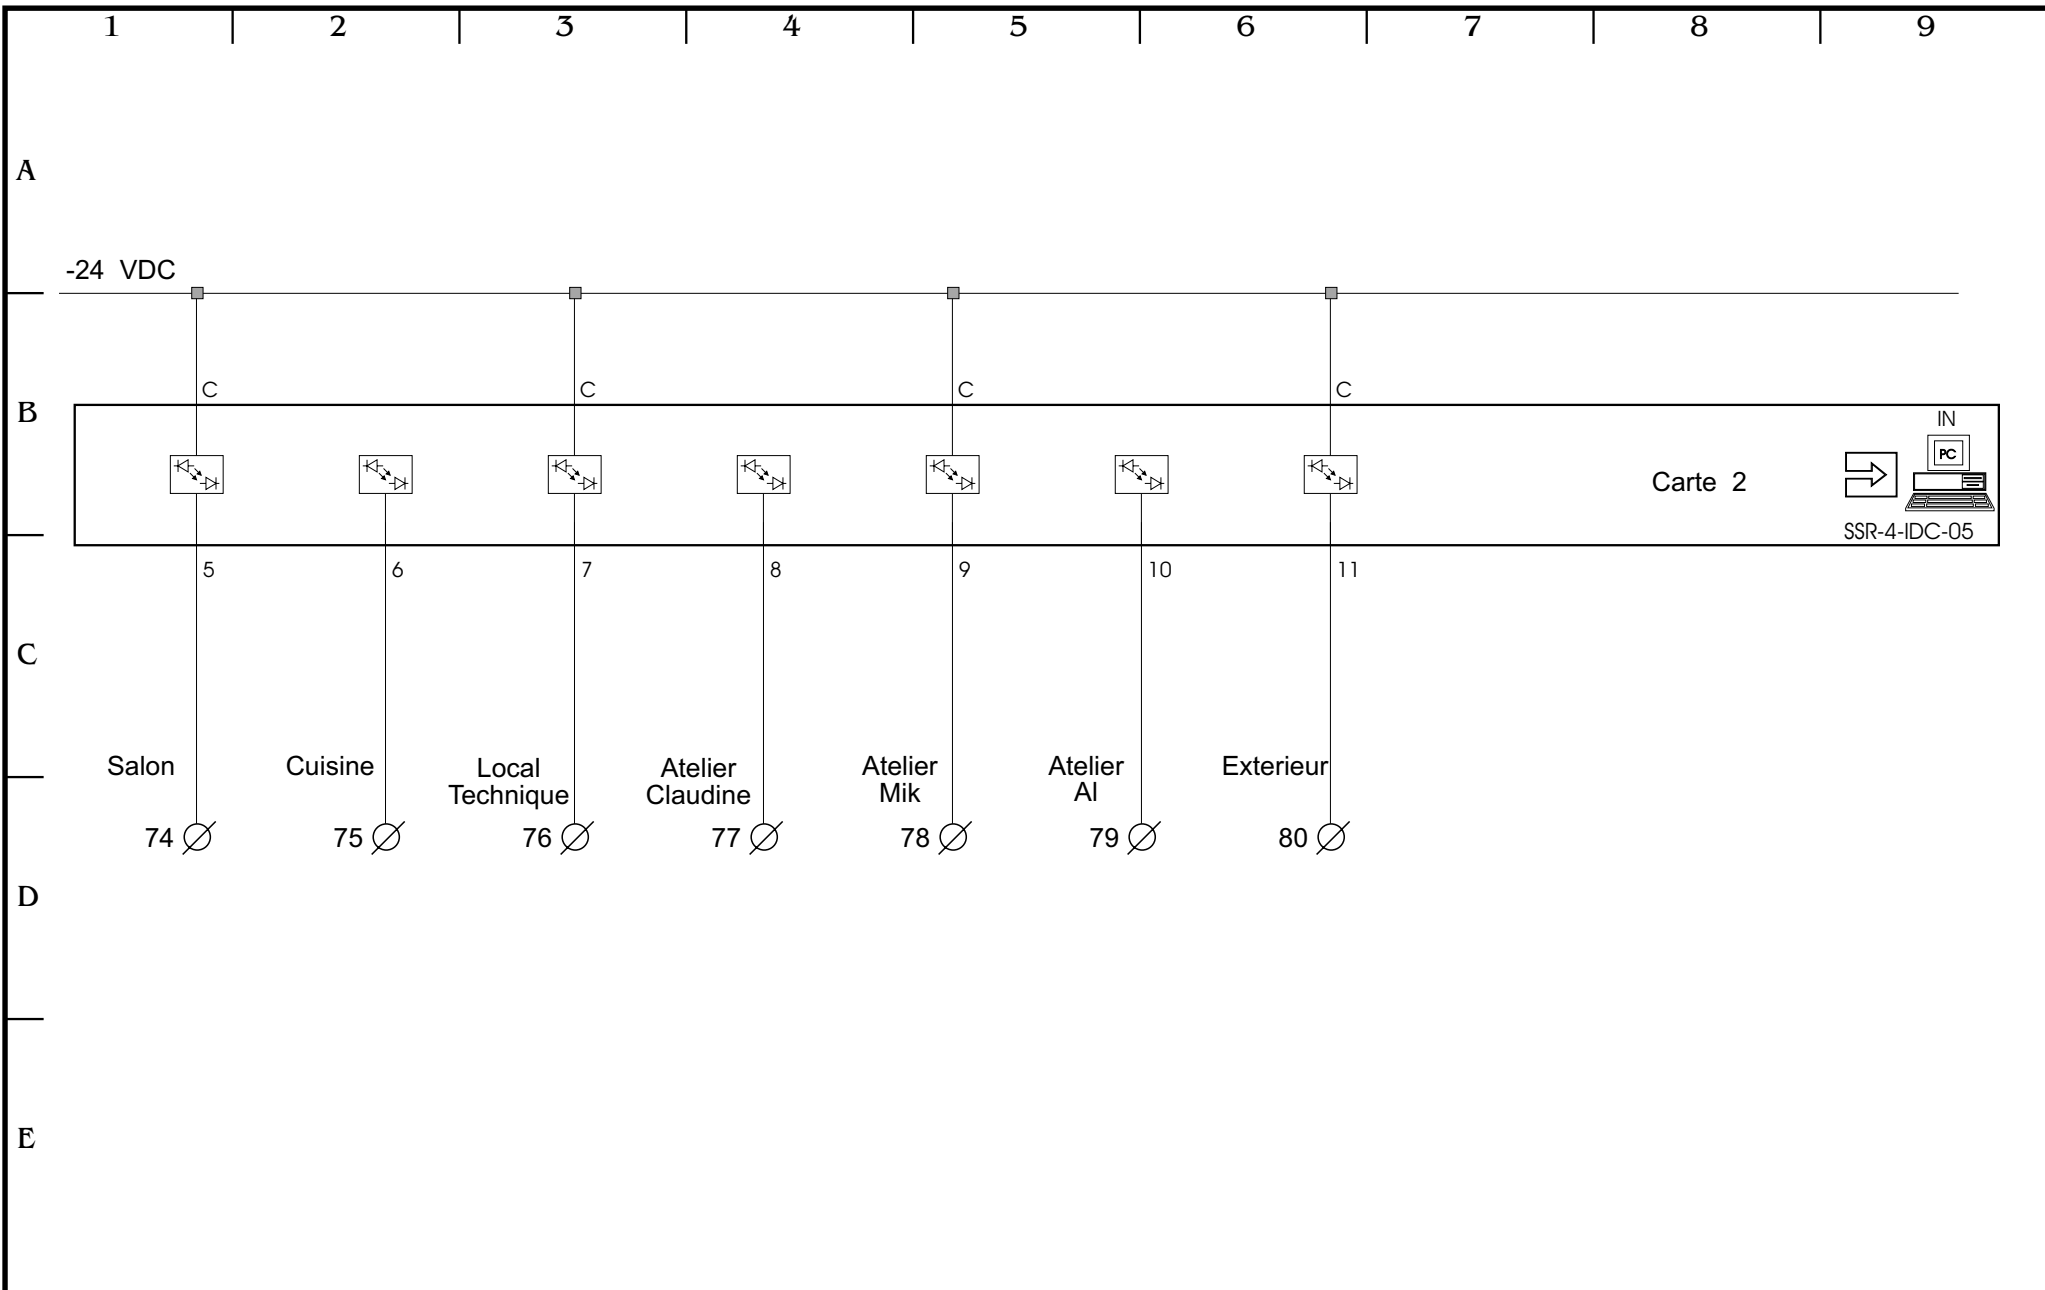 1 2 3 4 5 6 7 8 9
A
-24 VDC
C C C C
B
IN
PC
Carte 2
SSR-4-IDC-05
5 6 7 8 9 10 11
C
Salon Cuisine Local Technique Atelier Claudine Atelier Mik Atelier Al Exterieur
74 75 76 77 78 79 80
D
E